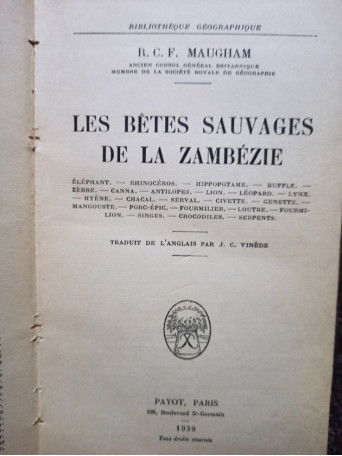 BIBLIOTHÈQUE GÉOGRAPHIQUE
R. C. F. MAUGHAM
ANCIEN CONSUL GÉNÉRAL BRITANNIQUE
MEMBRE DE LA SOCIÉTÉ ROYALE DE GÉOGRAPHIE
LES BÊTES SAUVAGES
DE LA ZAMBÉZIE
ÉLÉPHANT. — RHINOCÉROS. — HIPPOPOTAME. — BUFFLE. —
ZÈBRE. — CANNA. — ANTILOPES. — LION. — LÉOPARD. — LYNX.
— HYÈNE. — CHACAL. — SERVAL. — CIVETTE. — GENETTE. —
MANGOUSTE. — PORC-ÉPIC. — FOURMILIER. — LOUTRE. — FOURMI-
LION. — SINGES. — CROCODILES. — SERPENTS.
TRADUIT DE L'ANGLAIS PAR J. C. VINÈDE
PAYOT, PARIS
106, Boulevard St-Germain
1939
Tous droits réservés